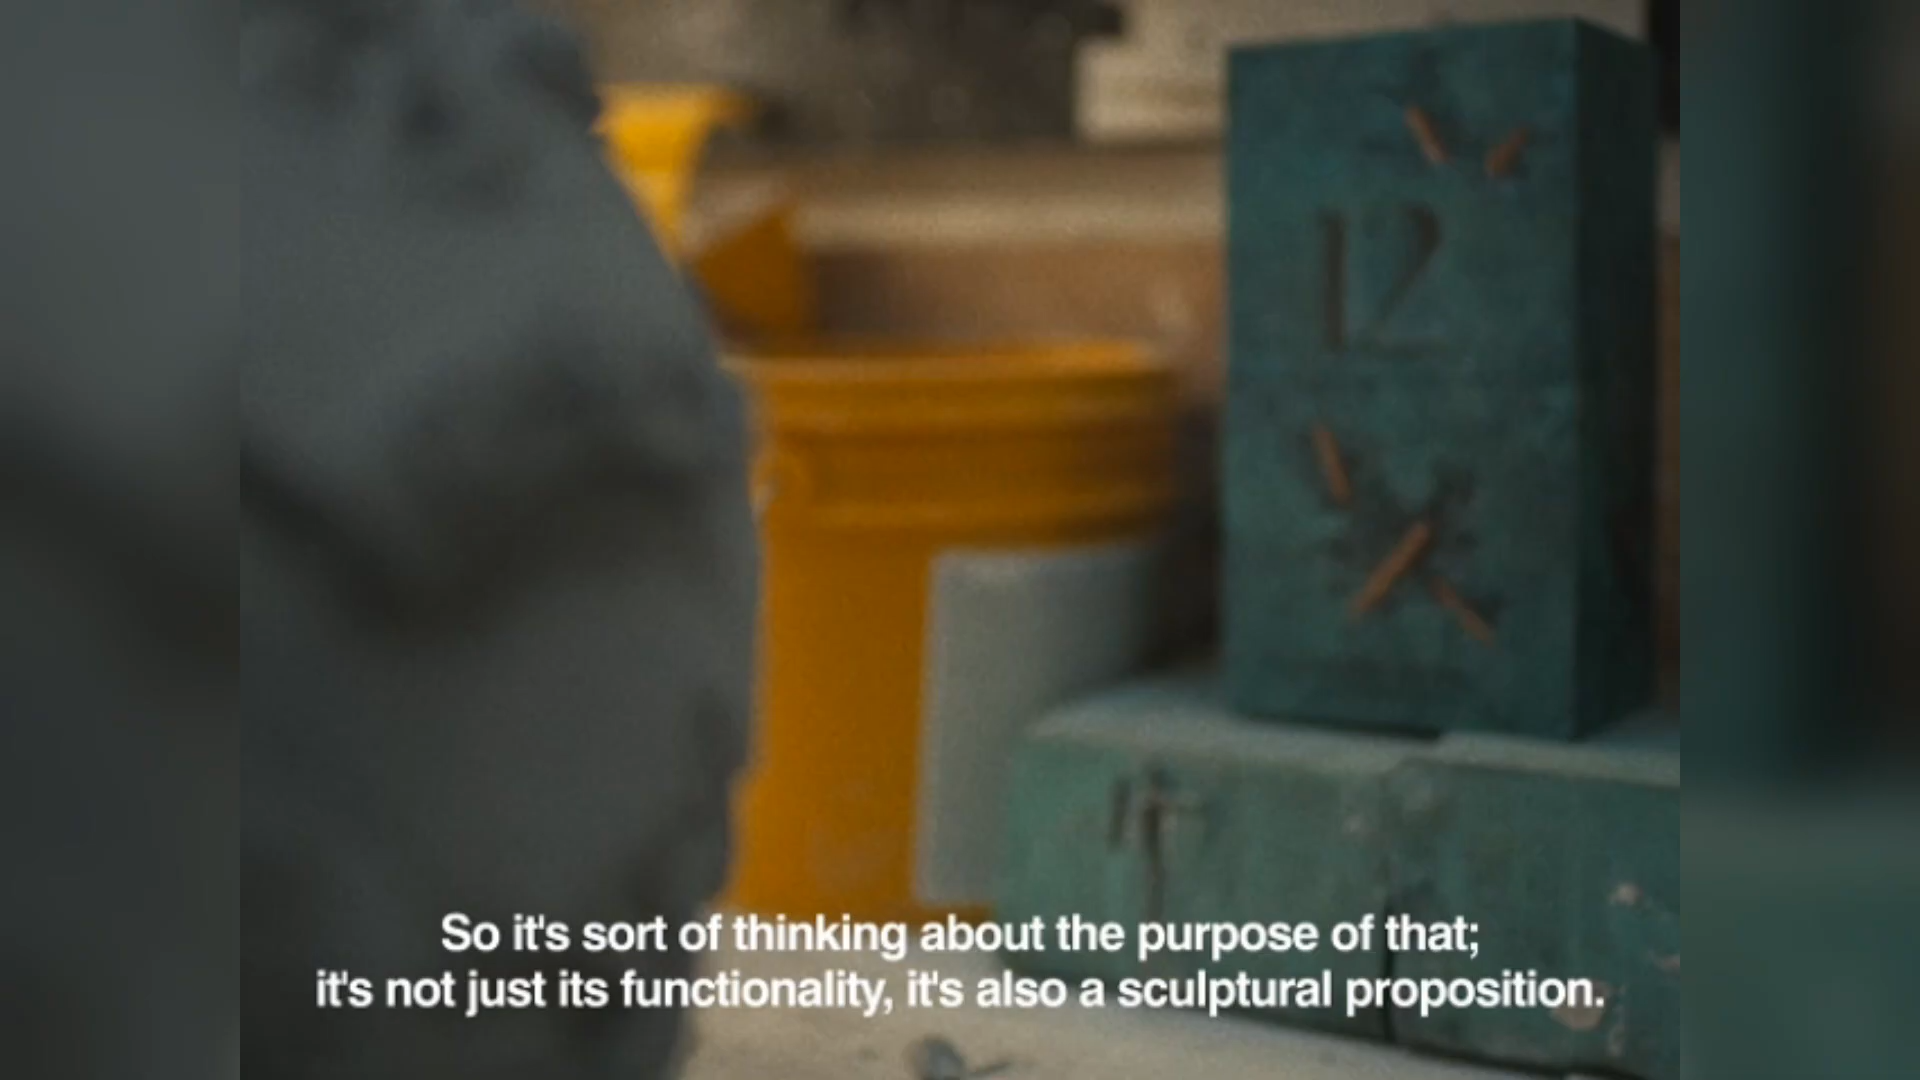 12
So it's sort of thinking about the purpose of that;
it's not just its functionality, it's also a sculptural proposition.